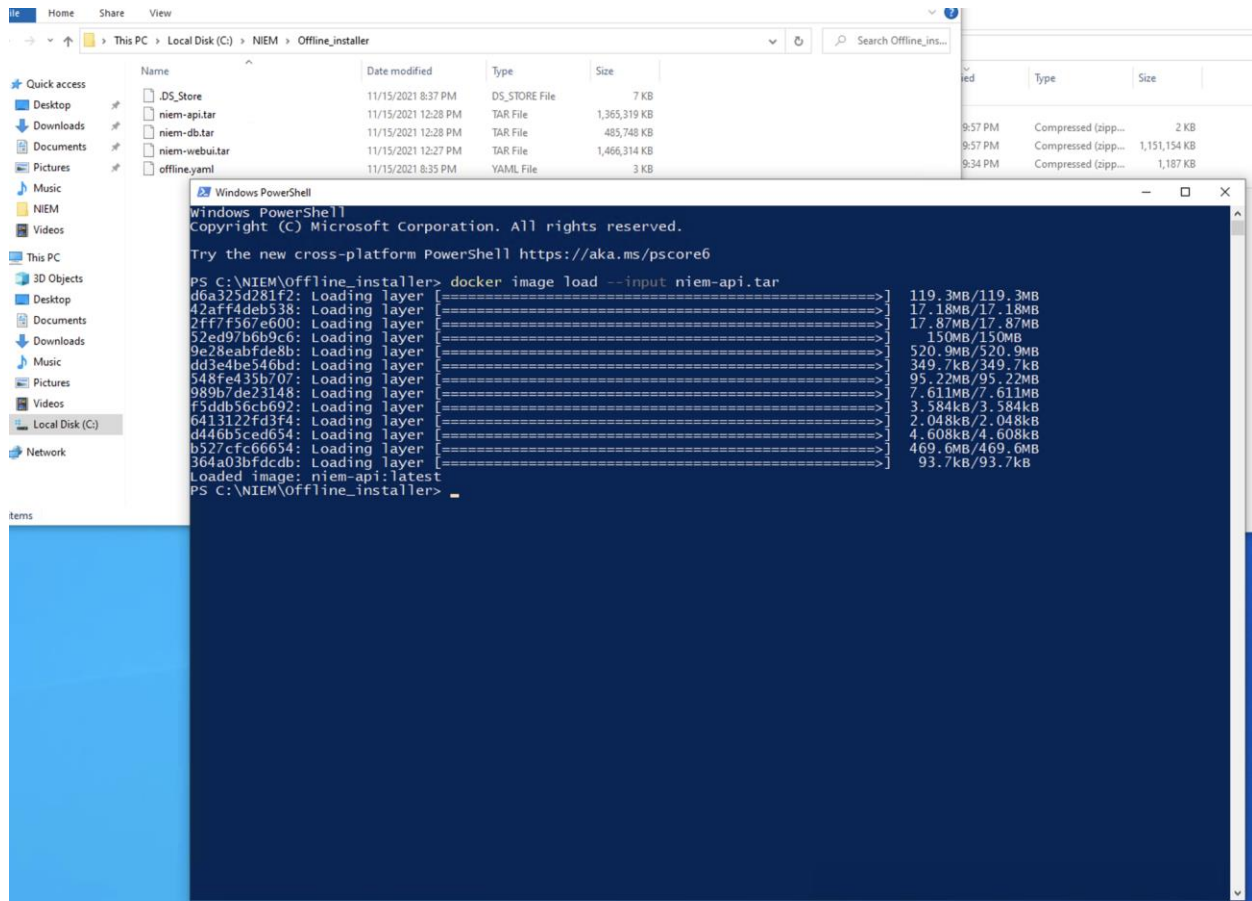 ile Home Share View
This PC > Local Disk (C:) > NIEM > Offline_installer
Search Offline_ins...
Quick access
Desktop
Downloads
Documents
Pictures
Music
NIEM
Videos
This PC
3D Objects
Desktop
Documents
Downloads
Music
Pictures
Videos
Local Disk (C:)
Network
items
Name Date modified Type Size
.DS_Store 11/15/2021 8:37 PM DS_STORE File 7 KB
niem-api.tar 11/15/2021 12:28 PM TAR File 1,365,319 KB
niem-db.tar 11/15/2021 12:28 PM TAR File 485,748 KB
niem-webui.tar 11/15/2021 12:27 PM TAR File 1,466,314 KB
offline.yaml 11/15/2021 8:35 PM YAML File 3 KB
ied Type Size
9:57 PM Compressed (zipp... 2 KB
9:57 PM Compressed (zipp... 1,151,154 KB
9:34 PM Compressed (zipp... 1,187 KB
Windows PowerShell
Windows PowerShell
Copyright (C) Microsoft Corporation. All rights reserved.
Try the new cross-platform PowerShell https://aka.ms/pscore6
PS C:\NIEM\Offline_installer> docker image load --input niem-api.tar
d6a325d281f2: Loading layer [==================================================>] 119.3MB/119.3MB
42aff4deb538: Loading layer [==================================================>] 17.18MB/17.18MB
2ff7f567e600: Loading layer [==================================================>] 17.87MB/17.87MB
52ed97b6b9c6: Loading layer [==================================================>] 150MB/150MB
9e28eabfde8b: Loading layer [==================================================>] 520.9MB/520.9MB
dd3e4be546bd: Loading layer [==================================================>] 349.7kB/349.7kB
548fe435b707: Loading layer [==================================================>] 95.22MB/95.22MB
989b7de23148: Loading layer [==================================================>] 7.611MB/7.611MB
f5ddb56cb692: Loading layer [==================================================>] 3.584kB/3.584kB
6413122fd3f4: Loading layer [==================================================>] 2.048kB/2.048kB
d446b5ced654: Loading layer [==================================================>] 4.608kB/4.608kB
b527cfc66654: Loading layer [==================================================>] 469.6MB/469.6MB
364a03bfdcdb: Loading layer [==================================================>] 93.7kB/93.7kB
Loaded image: niem-api:latest
PS C:\NIEM\Offline_installer>